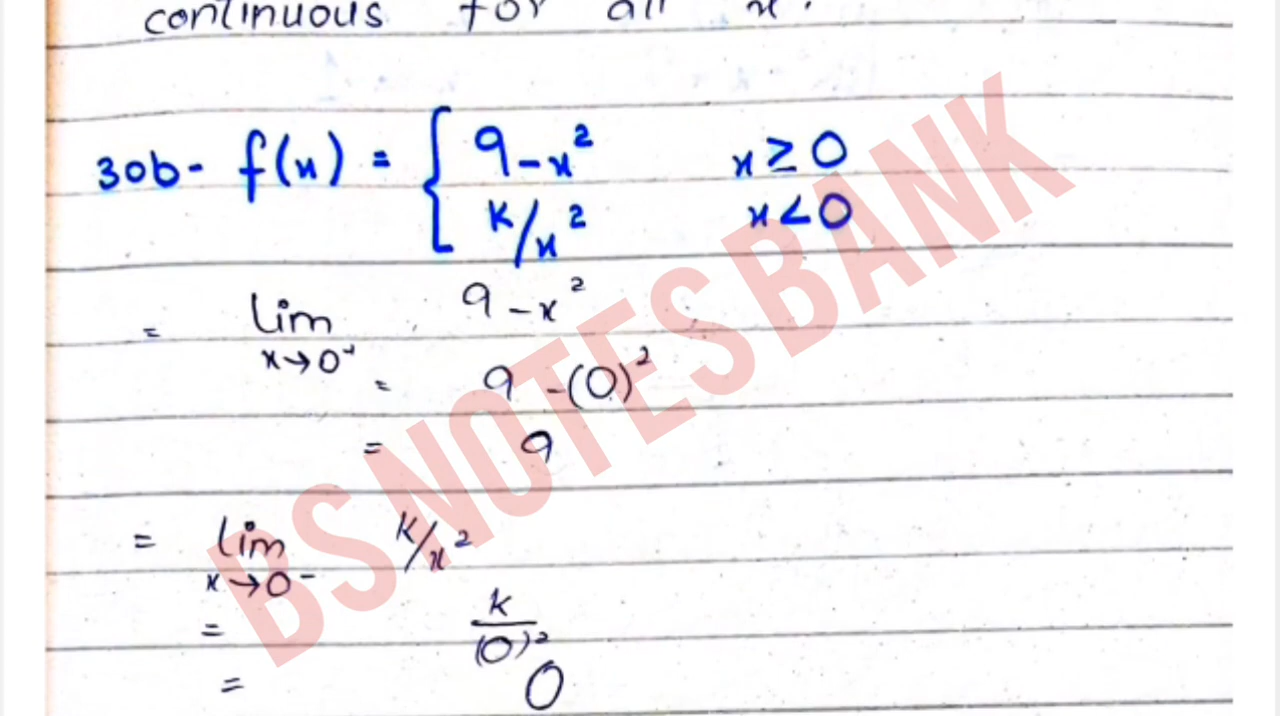 continuous for all x.
30b- f(x) = { 9-x² x≥0
k/x² x<0
= lim 9-x²
x→0⁺
= 9-(0)²
= 9
= lim k/x²
x→0⁻
= k/(0)²
= 0
BS NOTES BANK